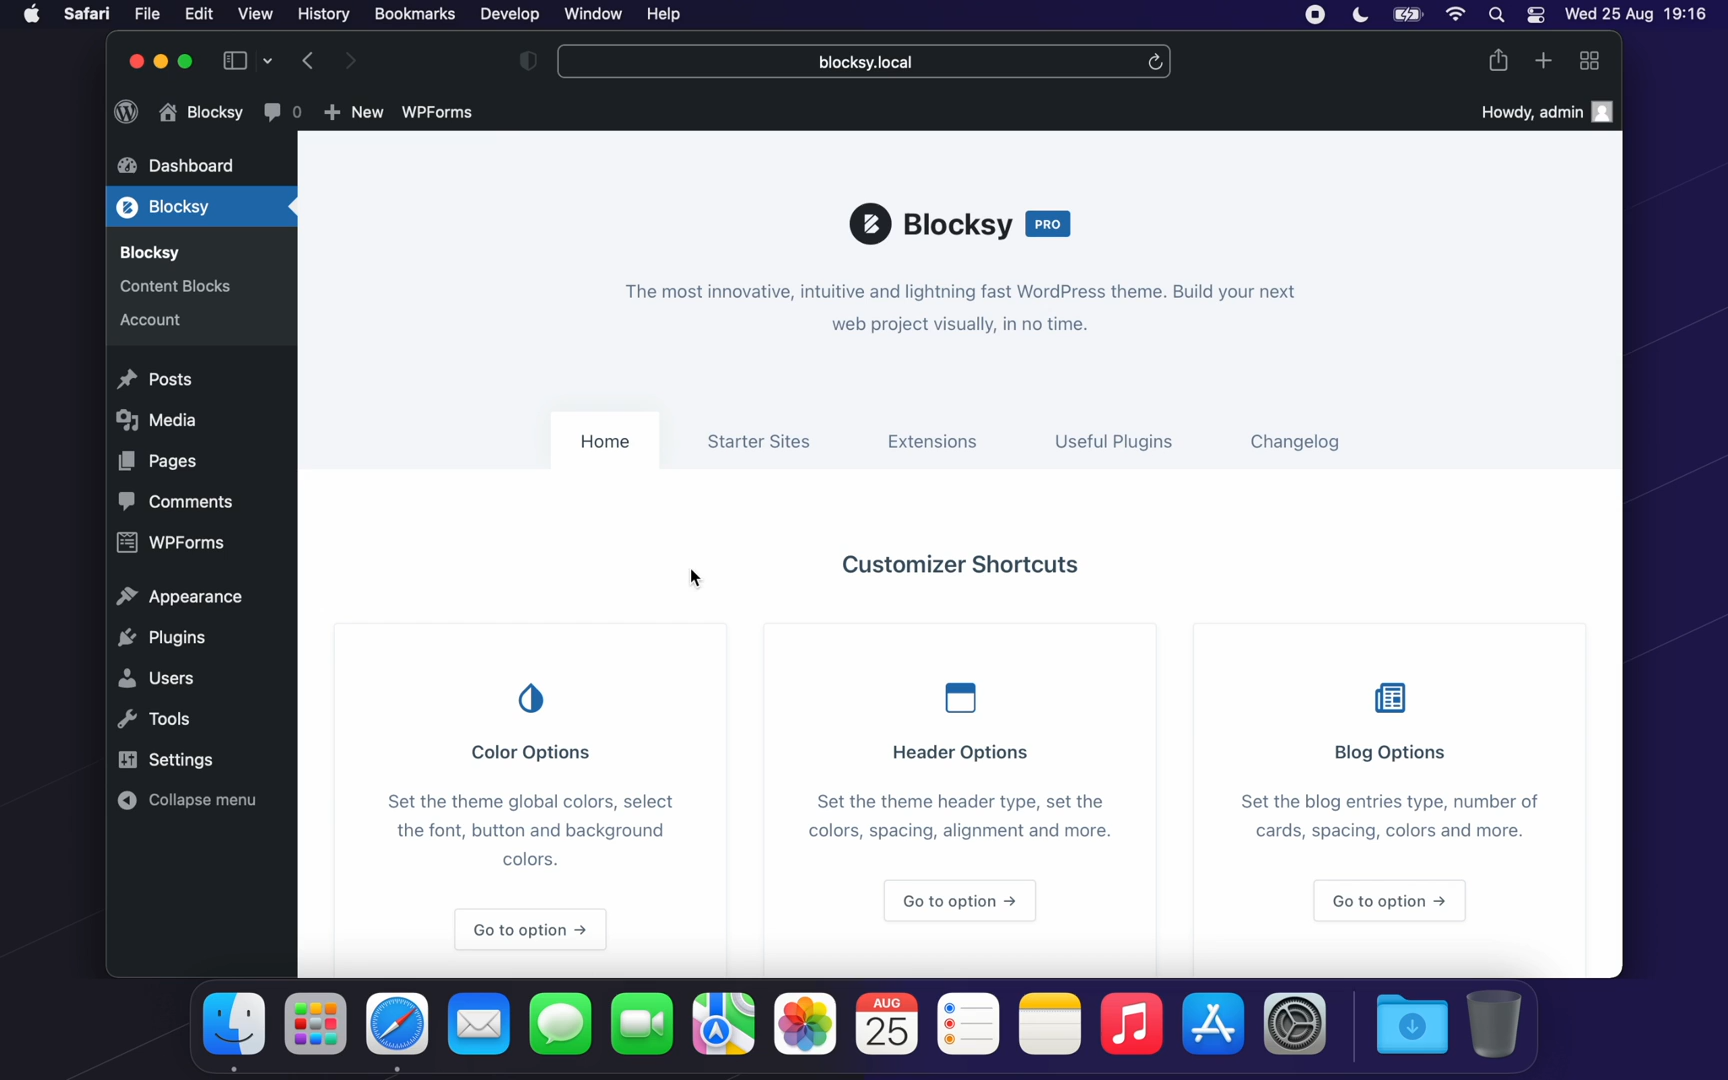 Safari File Edit View History Bookmarks Develop Window Help Wed 25 Aug 19:16
blocksy.local
Blocksy 0 New WPForms Howdy, admin
Dashboard
Blocksy
Blocksy
Content Blocks
Account
Posts
Media
Pages
Comments
WPForms
Appearance
Plugins
Users
Tools
Settings
Collapse menu
Blocksy PRO
The most innovative, intuitive and lightning fast WordPress theme. Build your next
web project visually, in no time.
Home Starter Sites Extensions Useful Plugins Changelog
Customizer Shortcuts
Color Options
Set the theme global colors, select
the font, button and background
colors.
Go to option →
Header Options
Set the theme header type, set the
colors, spacing, alignment and more.
Go to option →
Blog Options
Set the blog entries type, number of
cards, spacing, colors and more.
Go to option →
AUG
25